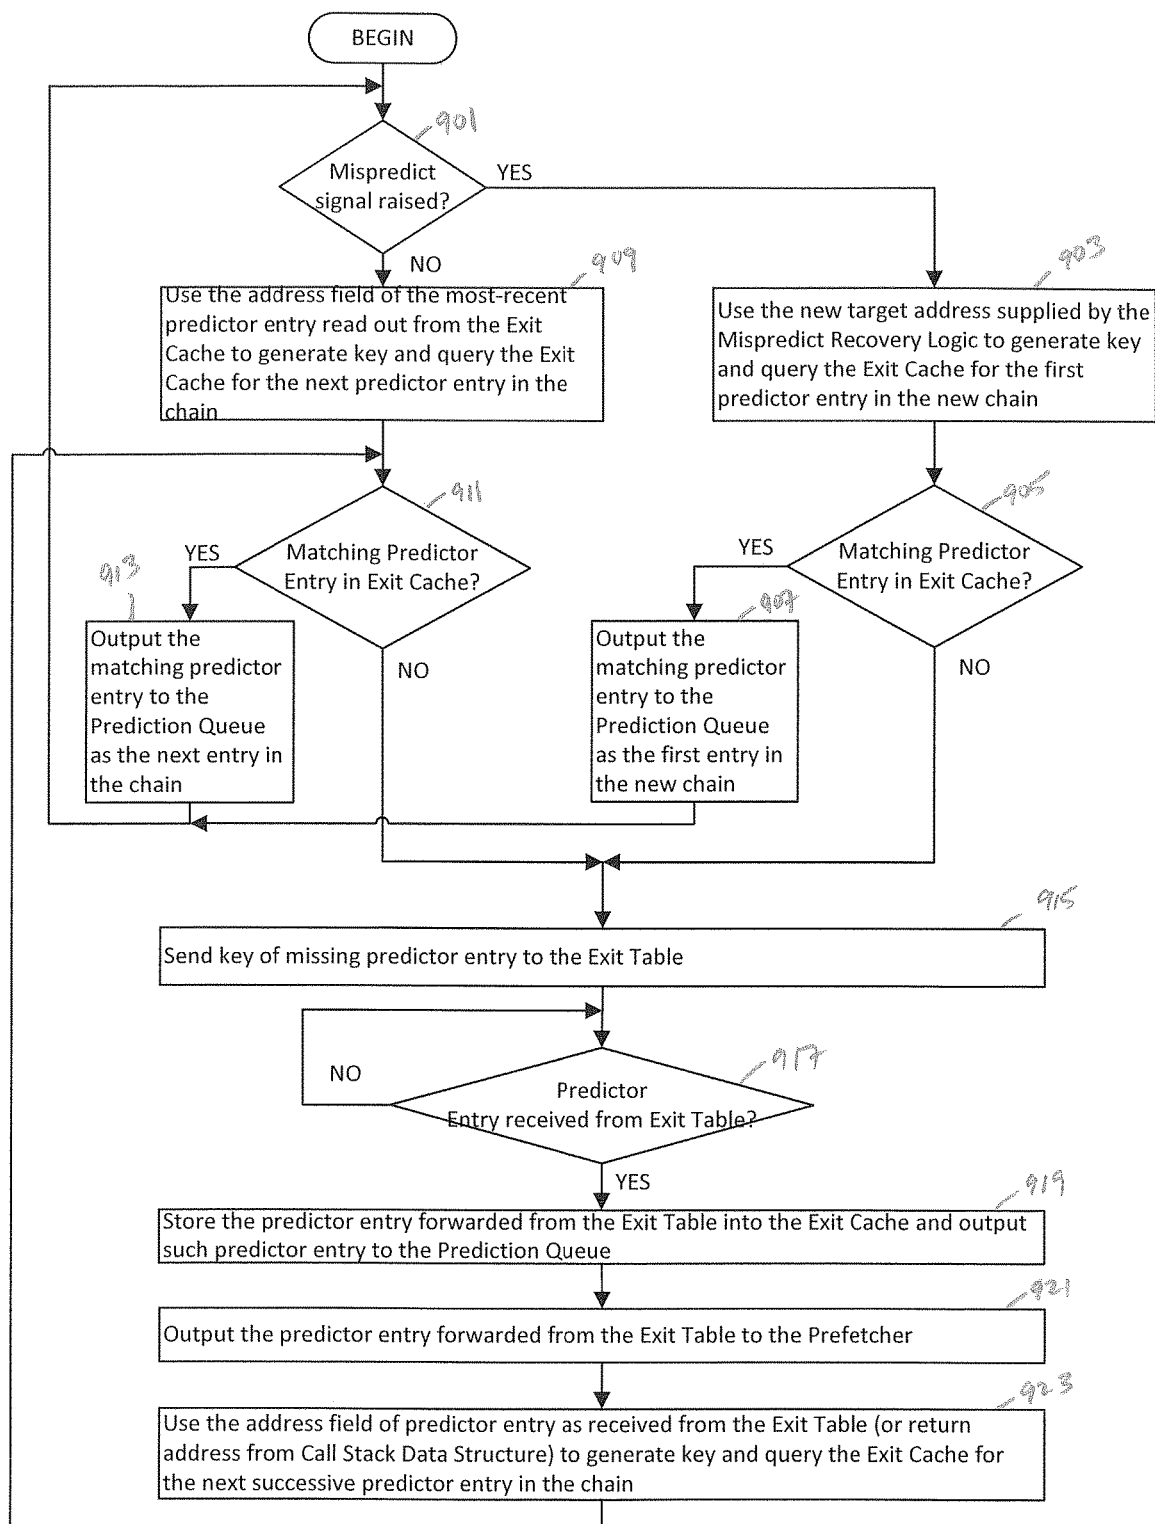 BEGIN
901
Mispredict
signal raised?
YES
NO
909
Use the address field of the most-recent
predictor entry read out from the Exit
Cache to generate key and query the Exit
Cache for the next predictor entry in the
chain
903
Use the new target address supplied by the
Mispredict Recovery Logic to generate key
and query the Exit Cache for the first
predictor entry in the new chain
911
Matching Predictor
Entry in Exit Cache?
YES
NO
905
Matching Predictor
Entry in Exit Cache?
YES
NO
913
Output the
matching predictor
entry to the
Prediction Queue
as the next entry in
the chain
907
Output the
matching predictor
entry to the
Prediction Queue
as the first entry in
the new chain
915
Send key of missing predictor entry to the Exit Table
917
Predictor
Entry received from Exit Table?
NO
YES
919
Store the predictor entry forwarded from the Exit Table into the Exit Cache and output
such predictor entry to the Prediction Queue
921
Output the predictor entry forwarded from the Exit Table to the Prefetcher
923
Use the address field of predictor entry as received from the Exit Table (or return
address from Call Stack Data Structure) to generate key and query the Exit Cache for
the next successive predictor entry in the chain